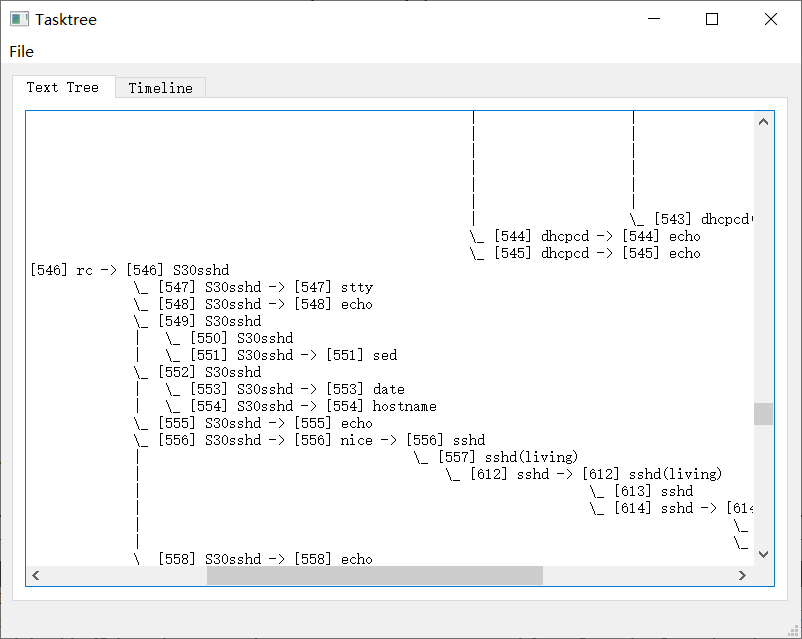 Tasktree
File
Text Tree Timeline
\_ [543] dhcpcd
\_ [544] dhcpcd -> [544] echo
\_ [545] dhcpcd -> [545] echo
[546] rc -> [546] S30sshd
\_ [547] S30sshd -> [547] stty
\_ [548] S30sshd -> [548] echo
\_ [549] S30sshd
| \_ [550] S30sshd
| \_ [551] S30sshd -> [551] sed
\_ [552] S30sshd
| \_ [553] S30sshd -> [553] date
| \_ [554] S30sshd -> [554] hostname
\_ [555] S30sshd -> [555] echo
\_ [556] S30sshd -> [556] nice -> [556] sshd
| \_ [557] sshd(living)
| \_ [612] sshd -> [612] sshd(living)
| \_ [613] sshd
| \_ [614] sshd -> [614
| \_
| \_
\_ [558] S30sshd -> [558] echo